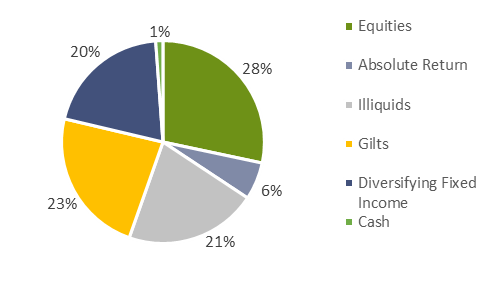 1%
20%
28%
6%
21%
23%
Equities
Absolute Return
Illiquids
Gilts
Diversifying Fixed
Income
Cash